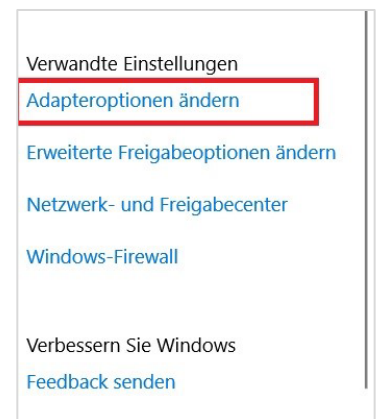 Verwandte Einstellungen
Adapteroptionen ändern
Erweiterte Freigabeoptionen ändern
Netzwerk- und Freigabecenter
Windows-Firewall
Verbessern Sie Windows
Feedback senden